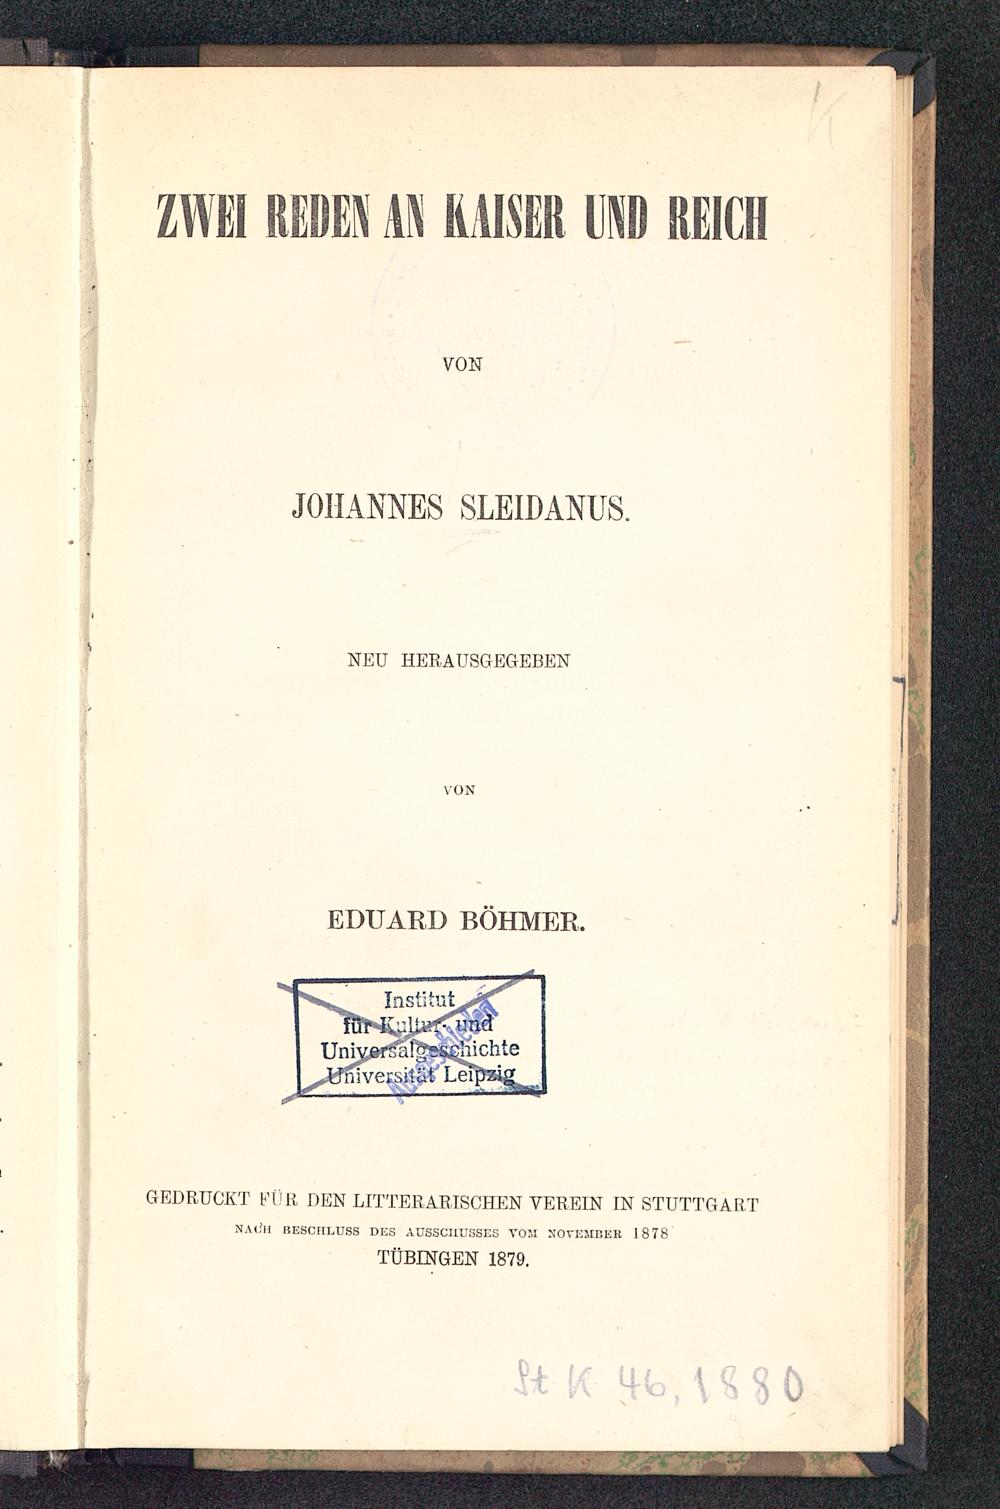 K
ZWEI REDEN AN KAISER UND REICH
VON
JOHANNES SLEIDANUS.
NEU HERAUSGEGEBEN
VON
EDUARD BÖHMER.
Institut
für Kultur- und
Universalgeschichte
Universität Leipzig
Ausgeschieden
GEDRUCKT FÜR DEN LITTERARISCHEN VEREIN IN STUTTGART
NACH BESCHLUSS DES AUSSCHUSSES VOM NOVEMBER 1878
TÜBINGEN 1879.
St K 46, 1880